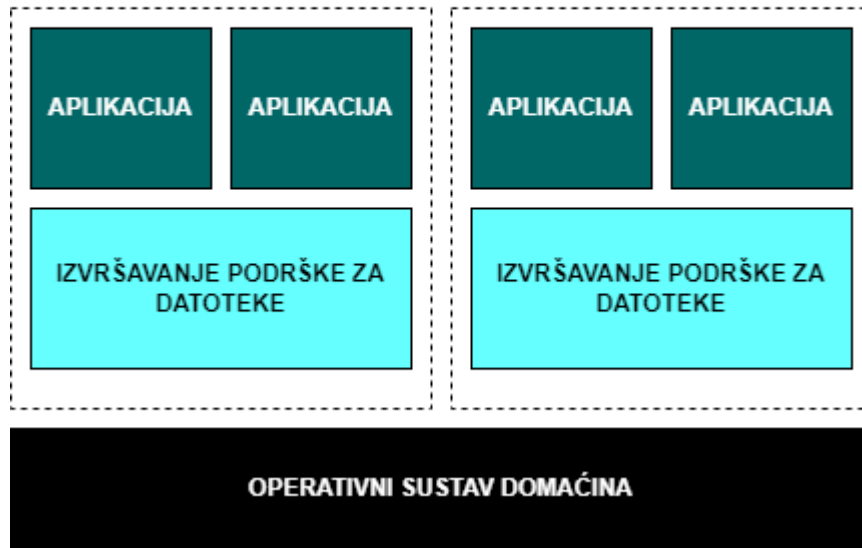 APLIKACIJA
APLIKACIJA
APLIKACIJA
APLIKACIJA
IZVRŠAVANJE PODRŠKE ZA
DATOTEKE
IZVRŠAVANJE PODRŠKE ZA
DATOTEKE
OPERATIVNI SUSTAV DOMAĆINA